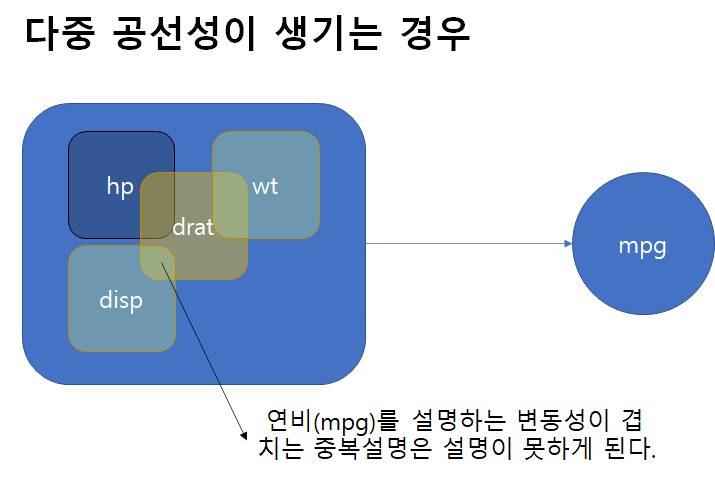 다중 공선성이 생기는 경우
hp
wt
drat
disp
mpg
연비(mpg)를 설명하는 변동성이 겹
치는 중복설명은 설명이 못하게 된다.